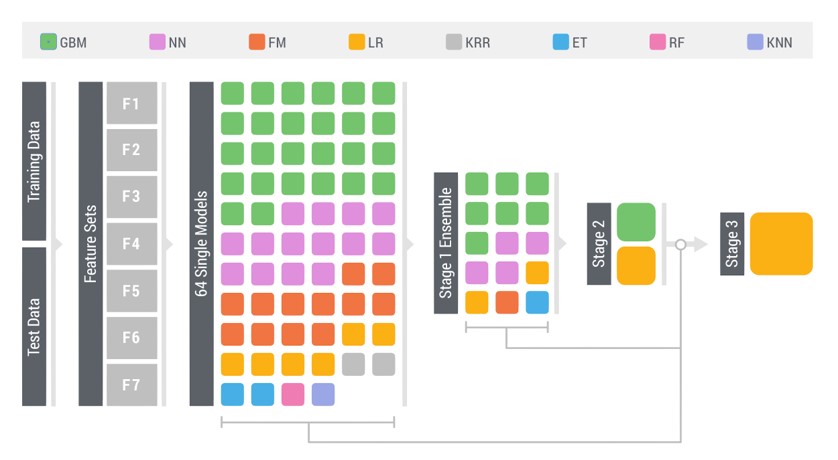 GBM NN FM LR KRR ET RF KNN
Training Data
Test Data
Feature Sets
F1
F2
F3
F4
F5
F6
F7
64 Single Models
Stage 1 Ensemble
Stage 2
Stage 3